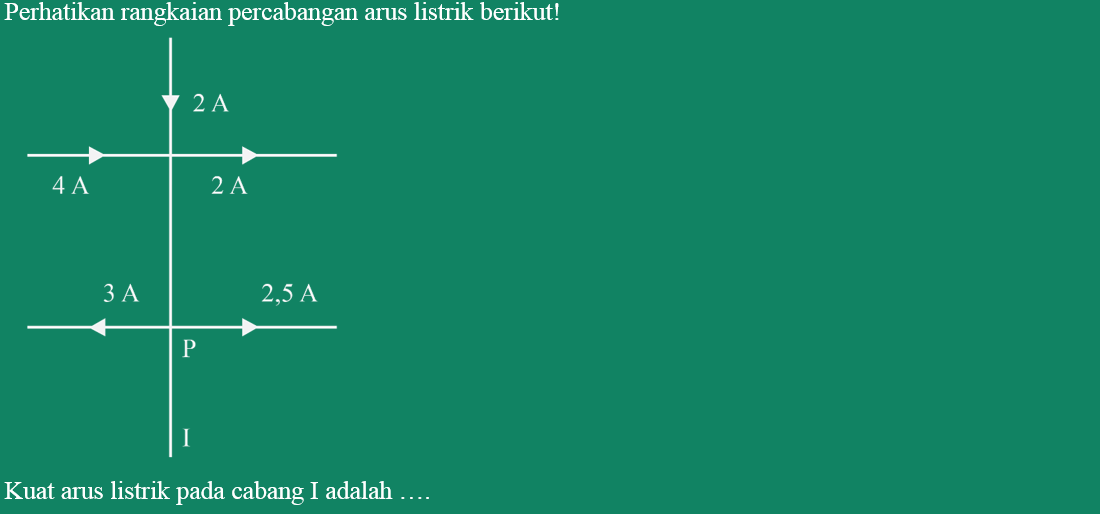 Perhatikan rangkaian percabangan arus listrik berikut!
2 A
4 A
2 A
3 A
2,5 A
P
I
Kuat arus listrik pada cabang I adalah ….